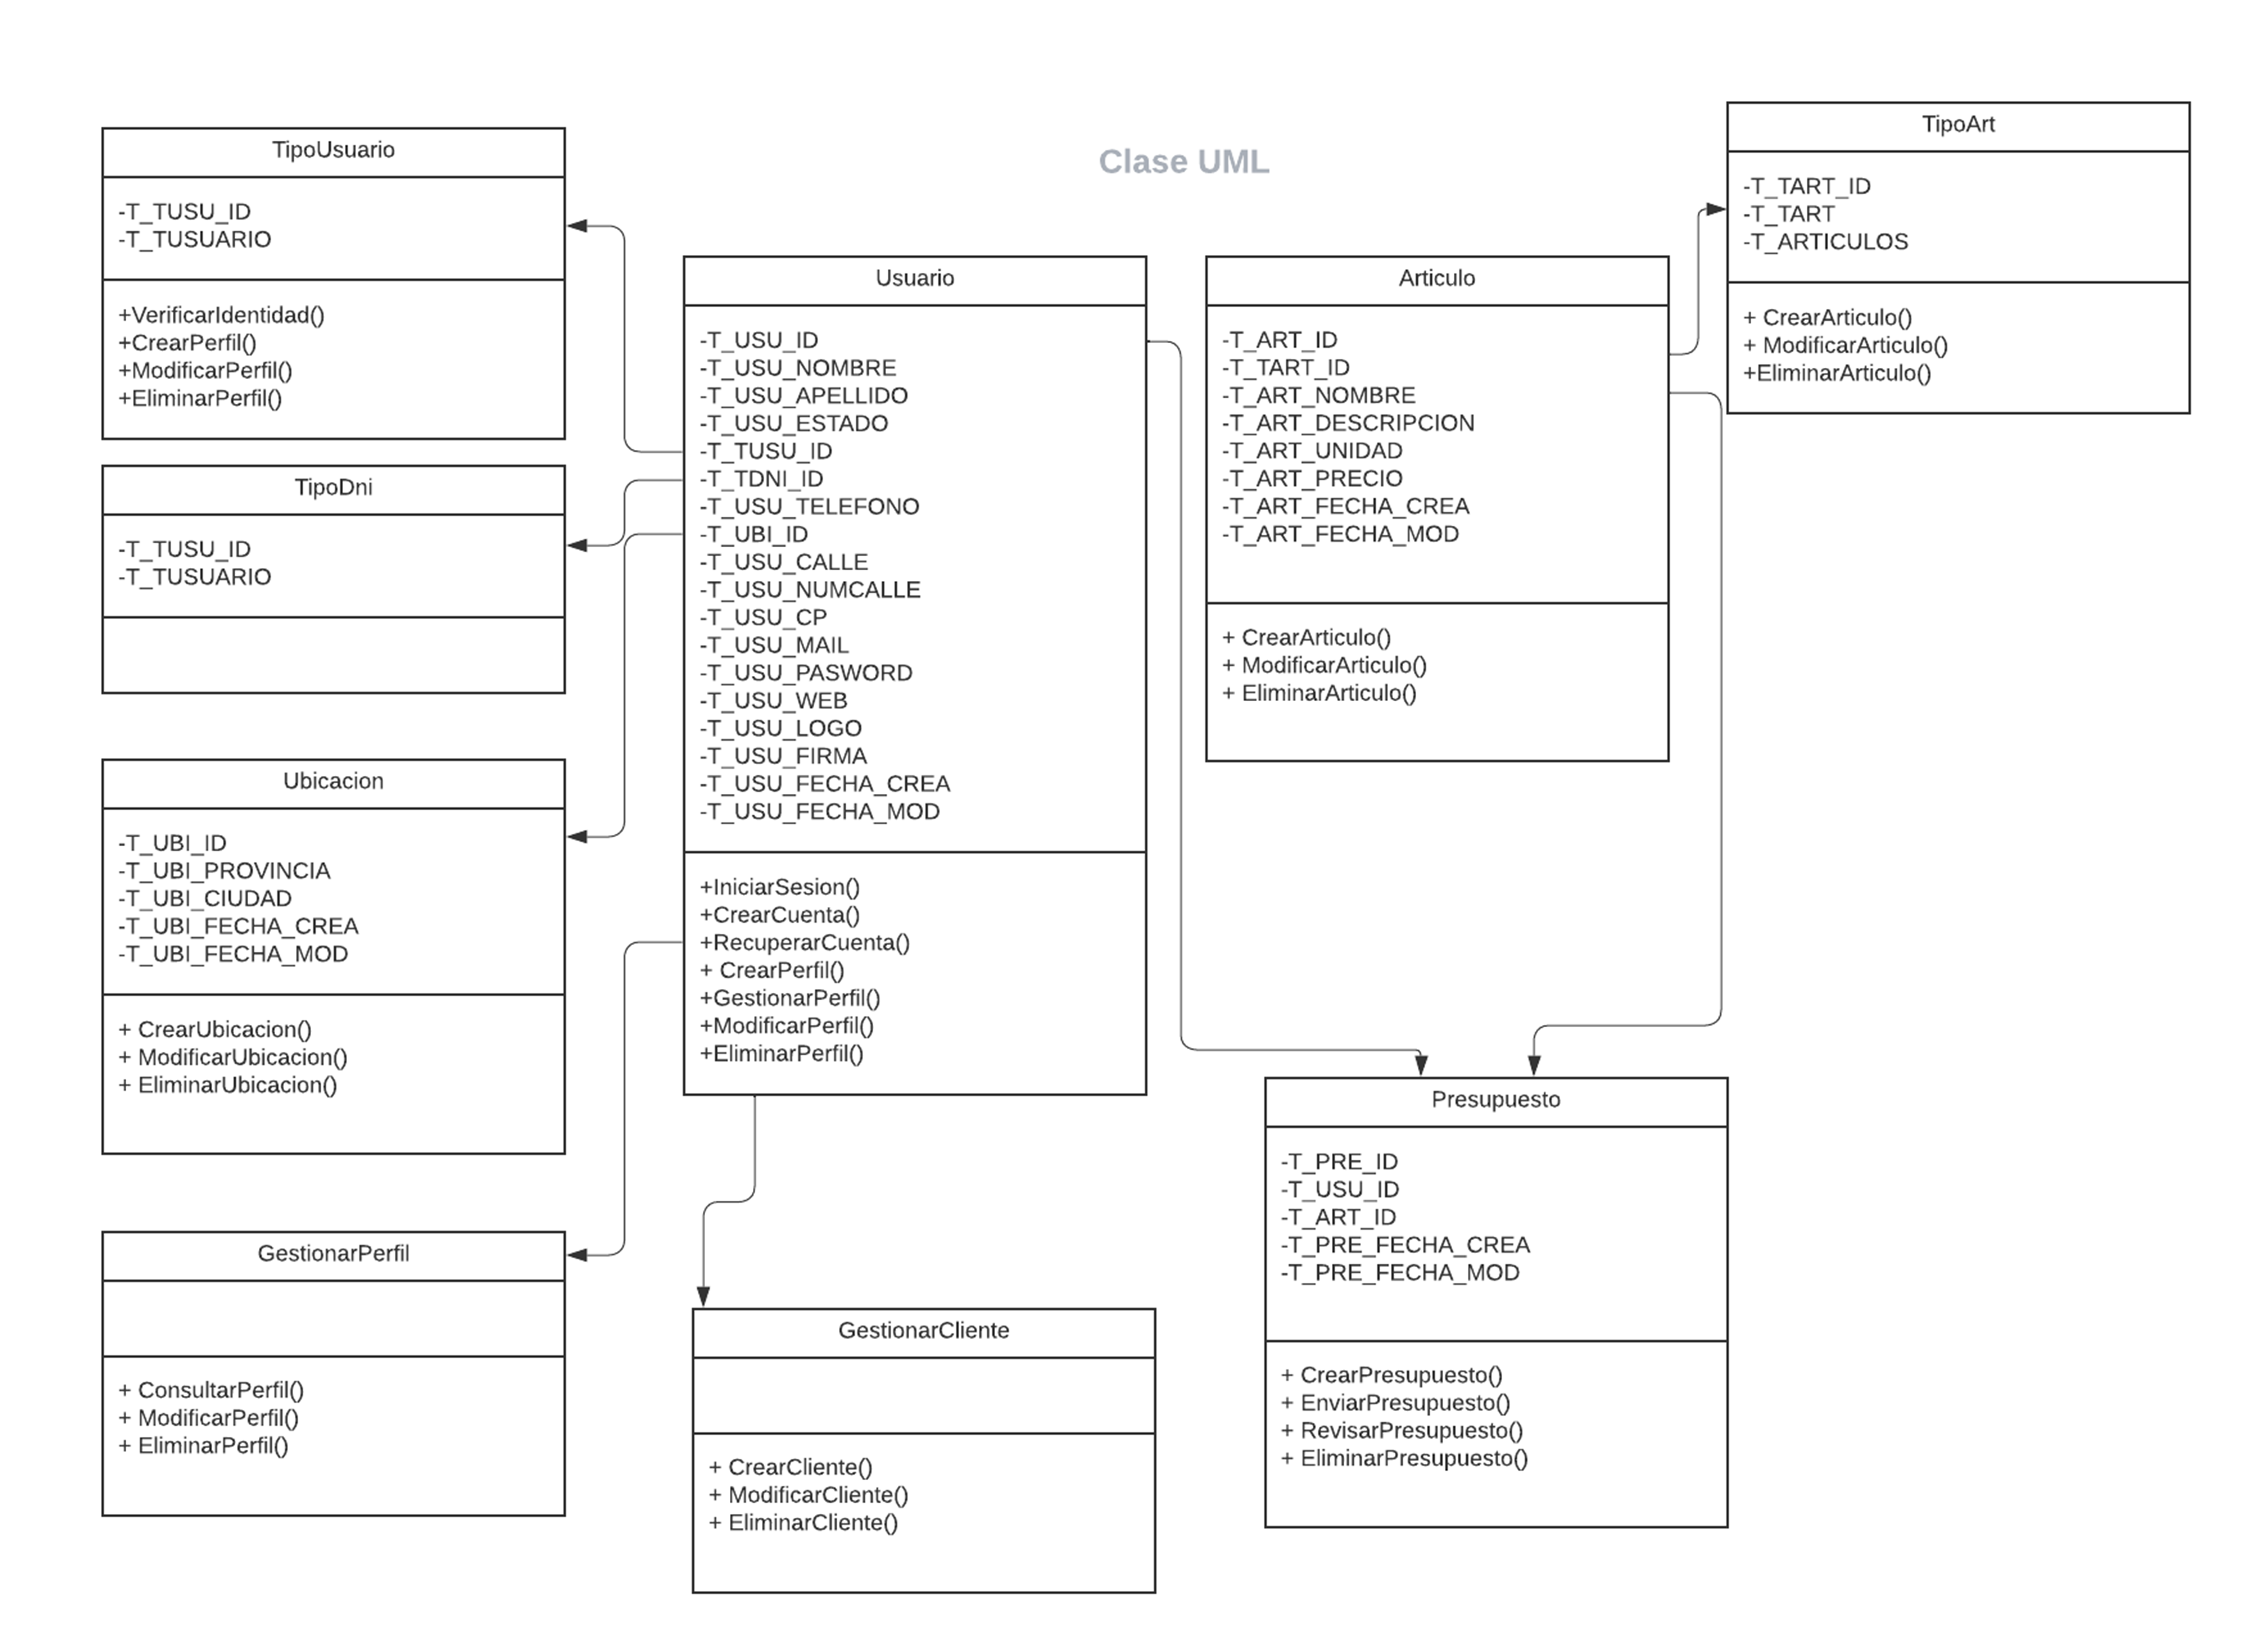 Clase UML
TipoUsuario
-T_TUSU_ID
-T_TUSUARIO
+VerificarIdentidad()
+CrearPerfil()
+ModificarPerfil()
+EliminarPerfil()
TipoDni
-T_TUSU_ID
-T_TUSUARIO
Ubicacion
-T_UBI_ID
-T_UBI_PROVINCIA
-T_UBI_CIUDAD
-T_UBI_FECHA_CREA
-T_UBI_FECHA_MOD
+ CrearUbicacion()
+ ModificarUbicacion()
+ EliminarUbicacion()
GestionarPerfil
+ ConsultarPerfil()
+ ModificarPerfil()
+ EliminarPerfil()
Usuario
-T_USU_ID
-T_USU_NOMBRE
-T_USU_APELLIDO
-T_USU_ESTADO
-T_TUSU_ID
-T_TDNI_ID
-T_USU_TELEFONO
-T_UBI_ID
-T_USU_CALLE
-T_USU_NUMCALLE
-T_USU_CP
-T_USU_MAIL
-T_USU_PASWORD
-T_USU_WEB
-T_USU_LOGO
-T_USU_FIRMA
-T_USU_FECHA_CREA
-T_USU_FECHA_MOD
+IniciarSesion()
+CrearCuenta()
+RecuperarCuenta()
+ CrearPerfil()
+GestionarPerfil()
+ModificarPerfil()
+EliminarPerfil()
GestionarCliente
+ CrearCliente()
+ ModificarCliente()
+ EliminarCliente()
Articulo
-T_ART_ID
-T_TART_ID
-T_ART_NOMBRE
-T_ART_DESCRIPCION
-T_ART_UNIDAD
-T_ART_PRECIO
-T_ART_FECHA_CREA
-T_ART_FECHA_MOD
+ CrearArticulo()
+ ModificarArticulo()
+ EliminarArticulo()
TipoArt
-T_TART_ID
-T_TART
-T_ARTICULOS
+ CrearArticulo()
+ ModificarArticulo()
+EliminarArticulo()
Presupuesto
-T_PRE_ID
-T_USU_ID
-T_ART_ID
-T_PRE_FECHA_CREA
-T_PRE_FECHA_MOD
+ CrearPresupuesto()
+ EnviarPresupuesto()
+ RevisarPresupuesto()
+ EliminarPresupuesto()